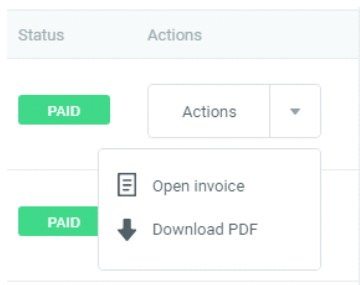 Status Actions
PAID Actions
Open invoice
PAID Download PDF